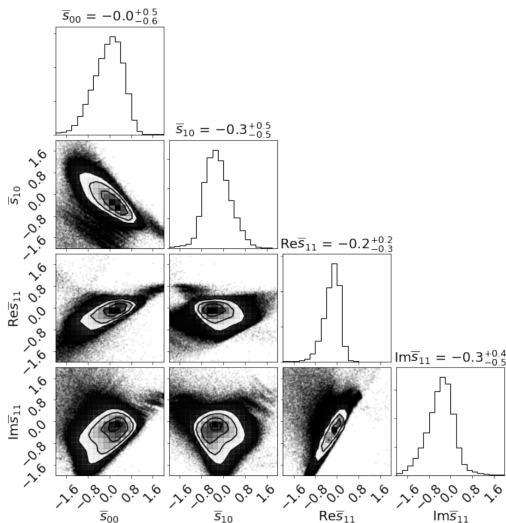 s̅₀₀ = −0.0⁺⁰·⁵₋₀.₆
s̅₁₀ = −0.3⁺⁰·⁵₋₀.₅
1.6
0.8
0.0
−0.8
−1.6
s̅₁₀
Res̅₁₁ = −0.2⁺⁰·²₋₀.₃
1.6
0.8
0.0
−0.8
−1.6
Res̅₁₁
Ims̅₁₁ = −0.3⁺⁰·⁴₋₀.₅
1.6
0.8
0.0
−0.8
−1.6
Ims̅₁₁
−1.6 −0.8 0.0 0.8 1.6 −1.6 −0.8 0.0 0.8 1.6 −1.6 −0.8 0.0 0.8 1.6 −1.6 −0.8 0.0 0.8 1.6
s̅₀₀ s̅₁₀ Res̅₁₁ Ims̅₁₁